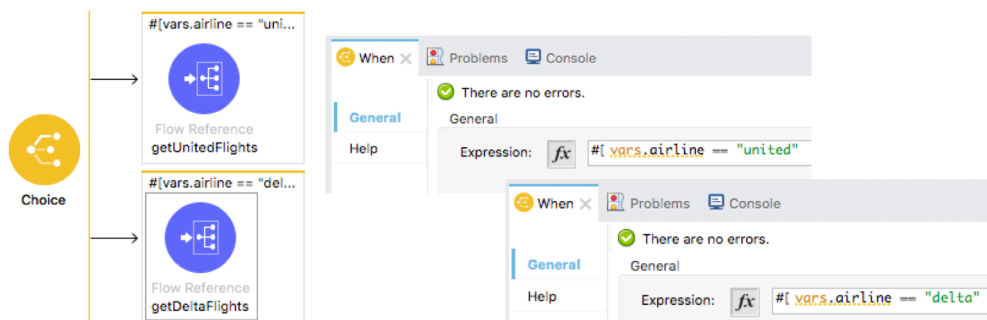 #[vars.airline == "uni...
Flow Reference
getUnitedFlights
Choice
#[vars.airline == "del...
Flow Reference
getDeltaFlights
When
Problems
Console
There are no errors.
General
General
Help
Expression:
fx
#[ vars.airline == "united"
When
Problems
Console
There are no errors.
General
General
Help
Expression:
fx
#[ vars.airline == "delta"